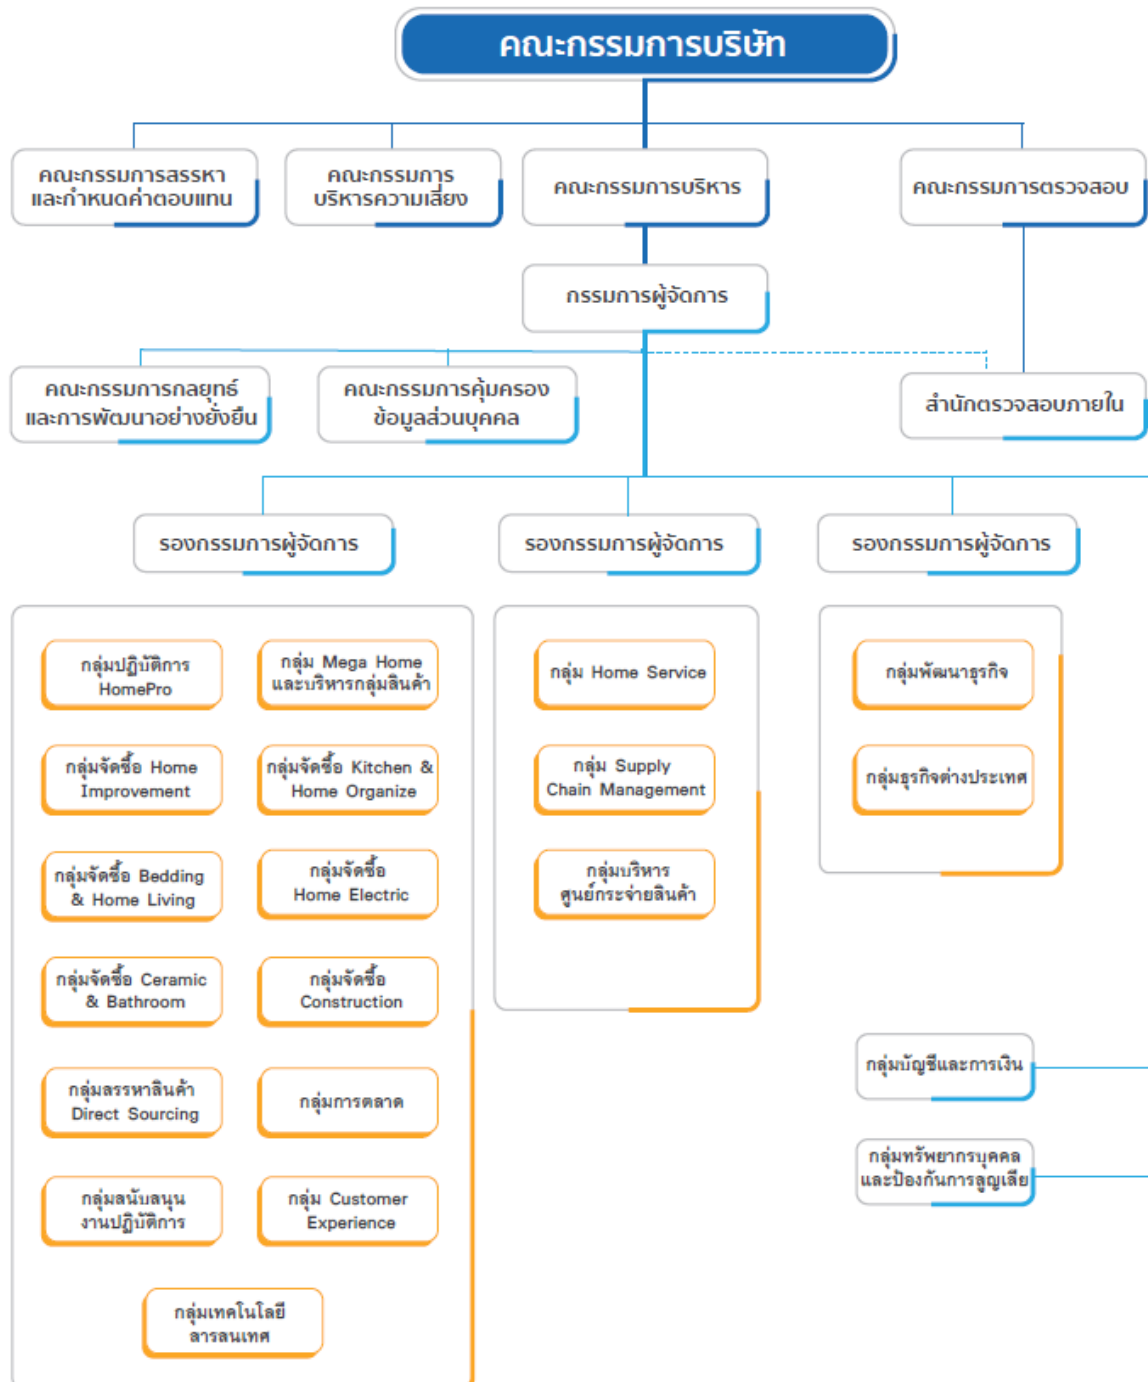 คณะกรรมการบริษัท
คณะกรรมการสรรหา
และกำหนดค่าตอบแทน
คณะกรรมการ
บริหารความเสี่ยง
คณะกรรมการบริหาร
คณะกรรมการตรวจสอบ
กรรมการผู้จัดการ
คณะกรรมการกลยุทธ์
และการพัฒนาอย่างยั่งยืน
คณะกรรมการคุ้มครอง
ข้อมูลส่วนบุคคล
สำนักตรวจสอบภายใน
รองกรรมการผู้จัดการ
รองกรรมการผู้จัดการ
รองกรรมการผู้จัดการ
กลุ่มปฏิบัติการ
HomePro
กลุ่ม Mega Home
และบริหารกลุ่มสินค้า
กลุ่มจัดซื้อ Home
Improvement
กลุ่มจัดซื้อ Kitchen &
Home Organize
กลุ่มจัดซื้อ Bedding
& Home Living
กลุ่มจัดซื้อ
Home Electric
กลุ่มจัดซื้อ Ceramic
& Bathroom
กลุ่มจัดซื้อ
Construction
กลุ่มสรรหาสินค้า
Direct Sourcing
กลุ่มการตลาด
กลุ่มสนับสนุน
งานปฏิบัติการ
กลุ่ม Customer
Experience
กลุ่มเทคโนโลยี
สารสนเทศ
กลุ่ม Home Service
กลุ่ม Supply
Chain Management
กลุ่มบริหาร
ศูนย์กระจ่ายสินค้า
กลุ่มพัฒนาธุรกิจ
กลุ่มธุรกิจต่างประเทศ
กลุ่มบัญชีและการเงิน
กลุ่มทรัพยากรบุคคล
และป้องกันการสูญเสีย